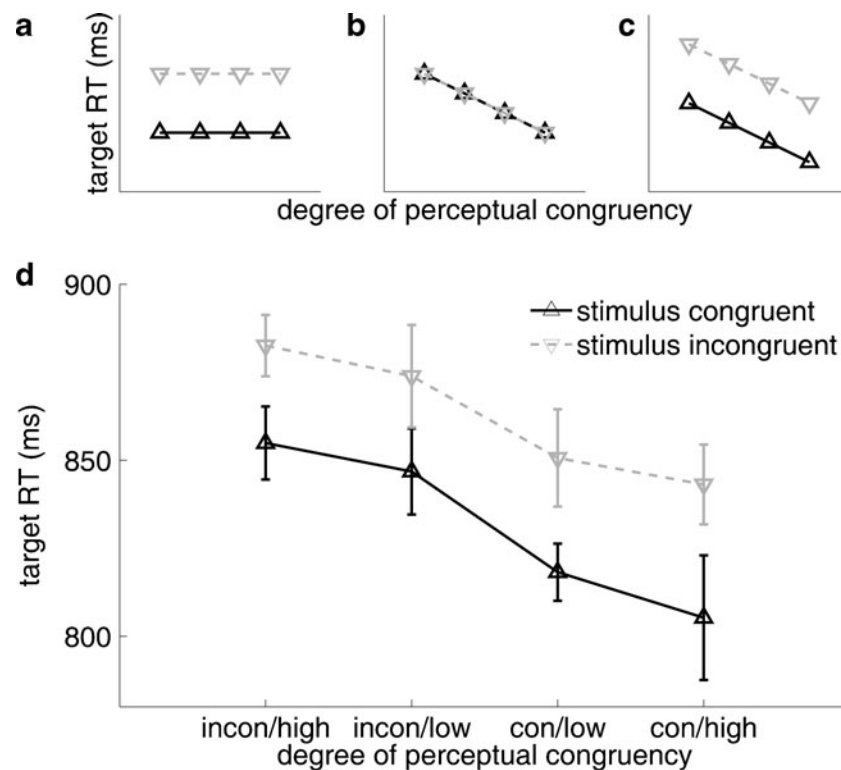 a
b
c
target RT (ms)
degree of perceptual congruency
d
900
850
800
target RT (ms)
stimulus congruent
stimulus incongruent
incon/high
incon/low
con/low
con/high
degree of perceptual congruency